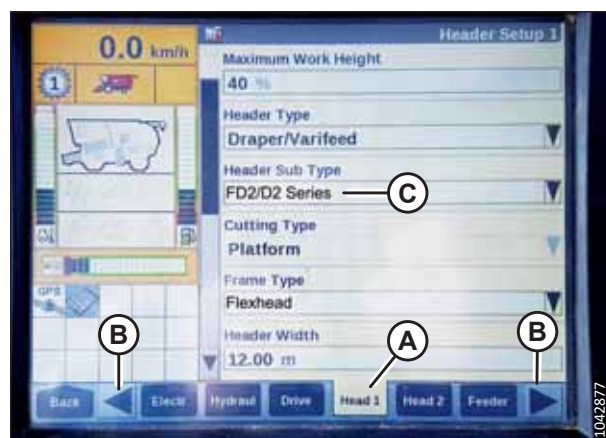 0.0 km/h
Header Setup 1
1
Maximum Work Height
40 %
Header Type
Draper/Varifeed
Header Sub Type
FD2/D2 Series
C
Cutting Type
Platform
Frame Type
Flexhead
GPS
Header Width
12.00 m
B
A
B
Back
Electr
Hydraul
Drive
Head 1
Head 2
Feeder
1042877